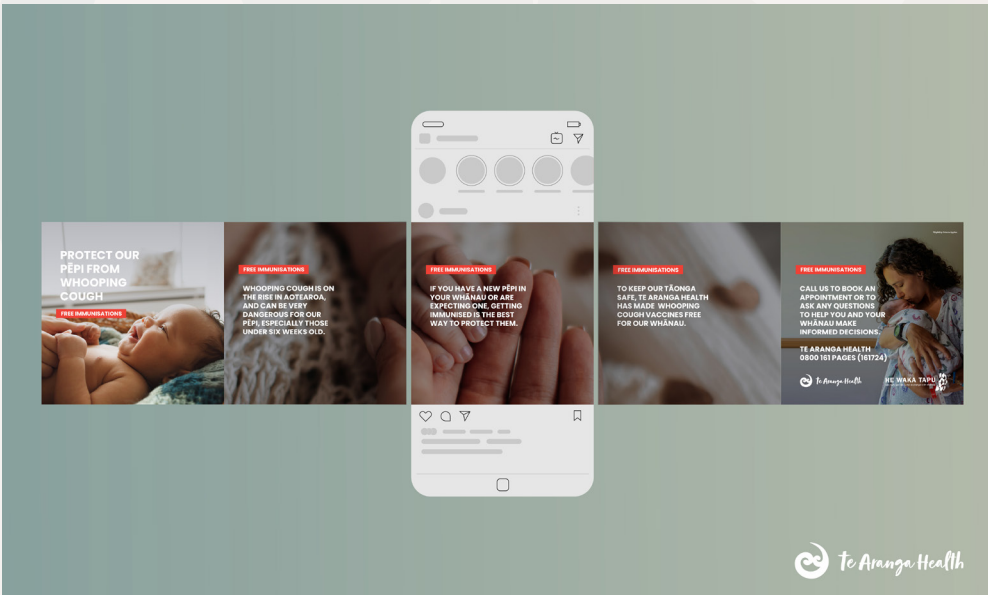 PROTECT OUR
PĒPI FROM
WHOOPING
COUGH
FREE IMMUNISATIONS
FREE IMMUNISATIONS
WHOOPING COUGH IS ON
THE RISE IN AOTEAROA,
AND CAN BE VERY
DANGEROUS FOR OUR
PĒPI, ESPECIALLY THOSE
UNDER SIX WEEKS OLD.
FREE IMMUNISATIONS
IF YOU HAVE A NEW PĒPI IN
YOUR WHĀNAU OR ARE
EXPECTING ONE, GETTING
IMMUNISED IS THE BEST
WAY TO PROTECT THEM.
FREE IMMUNISATIONS
TO KEEP OUR TĀONGA
SAFE, TE ARANGA HEALTH
HAS MADE WHOOPING
COUGH VACCINES FREE
FOR OUR WHĀNAU.
FREE IMMUNISATIONS
CALL US TO BOOK AN
APPOINTMENT OR TO
ASK ANY QUESTIONS
TO HELP YOU AND YOUR
WHĀNAU MAKE
INFORMED DECISIONS.
TE ARANGA HEALTH
0800 161 PAGES (161724)
Te Aranga Health
HE WAKA TAPU
Te Aranga Health